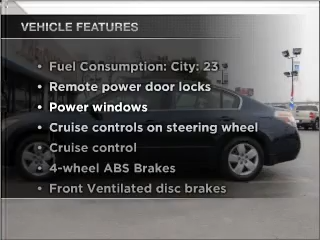 VEHICLE FEATURES
• Fuel Consumption: City: 23
• Remote power door locks
• Power windows
• Cruise controls on steering wheel
• Cruise control
• 4-wheel ABS Brakes
• Front Ventilated disc brakes